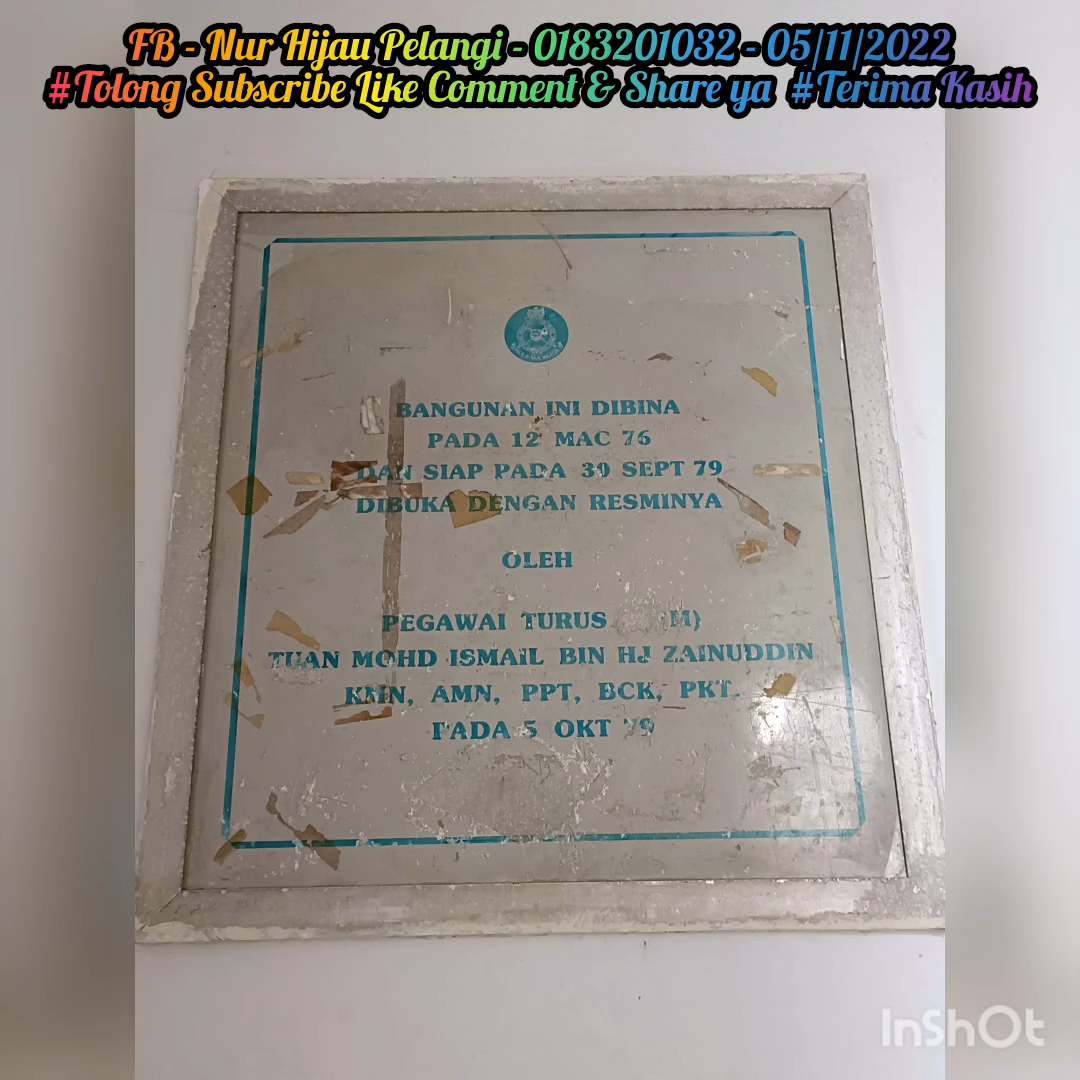 FB - Nur Hijau Pelangi - 0183201032 - 05/11/2022
#Tolong Subscribe Like Comment & Share ya #Terima Kasih
BANGUNAN INI DIBINA
PADA 12 MAC 76
DAN SIAP PADA 30 SEPT 79
DIBUKA DENGAN RESMINYA
OLEH
PEGAWAI TURUS M)
TUAN MOHD ISMAIL BIN HJ ZAINUDDIN
KMN, AMN, PPT, BCK, PKT.
PADA 5 OKT 79
InShOt